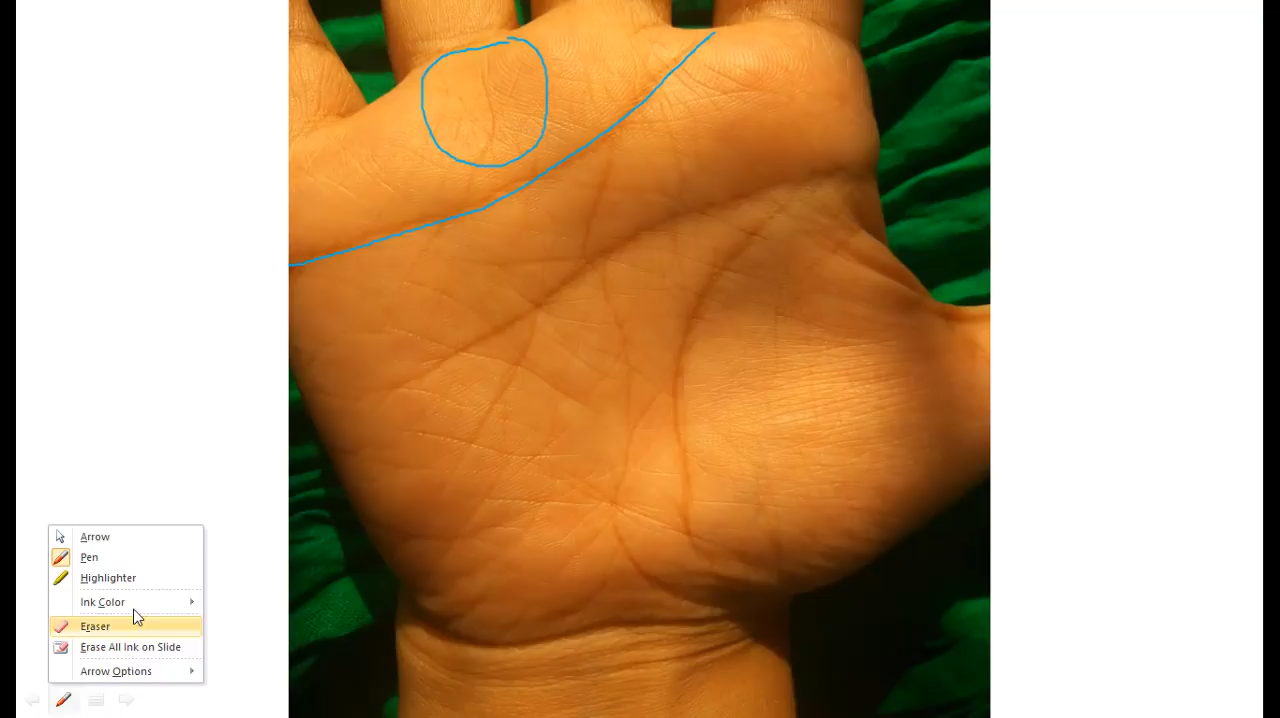 Arrow
Pen
Highlighter
Ink Color
Eraser
Erase All Ink on Slide
Arrow Options